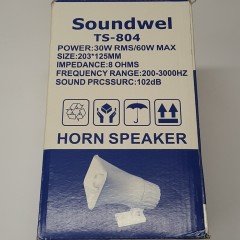 Soundwel
TS-804
POWER:30W RMS/60W MAX
SIZE:203*125MM
IMPEDANCE:8 OHMS
FREQUENCY RANGE:200-3000HZ
SOUND PRCSSURC:102dB
HORN SPEAKER